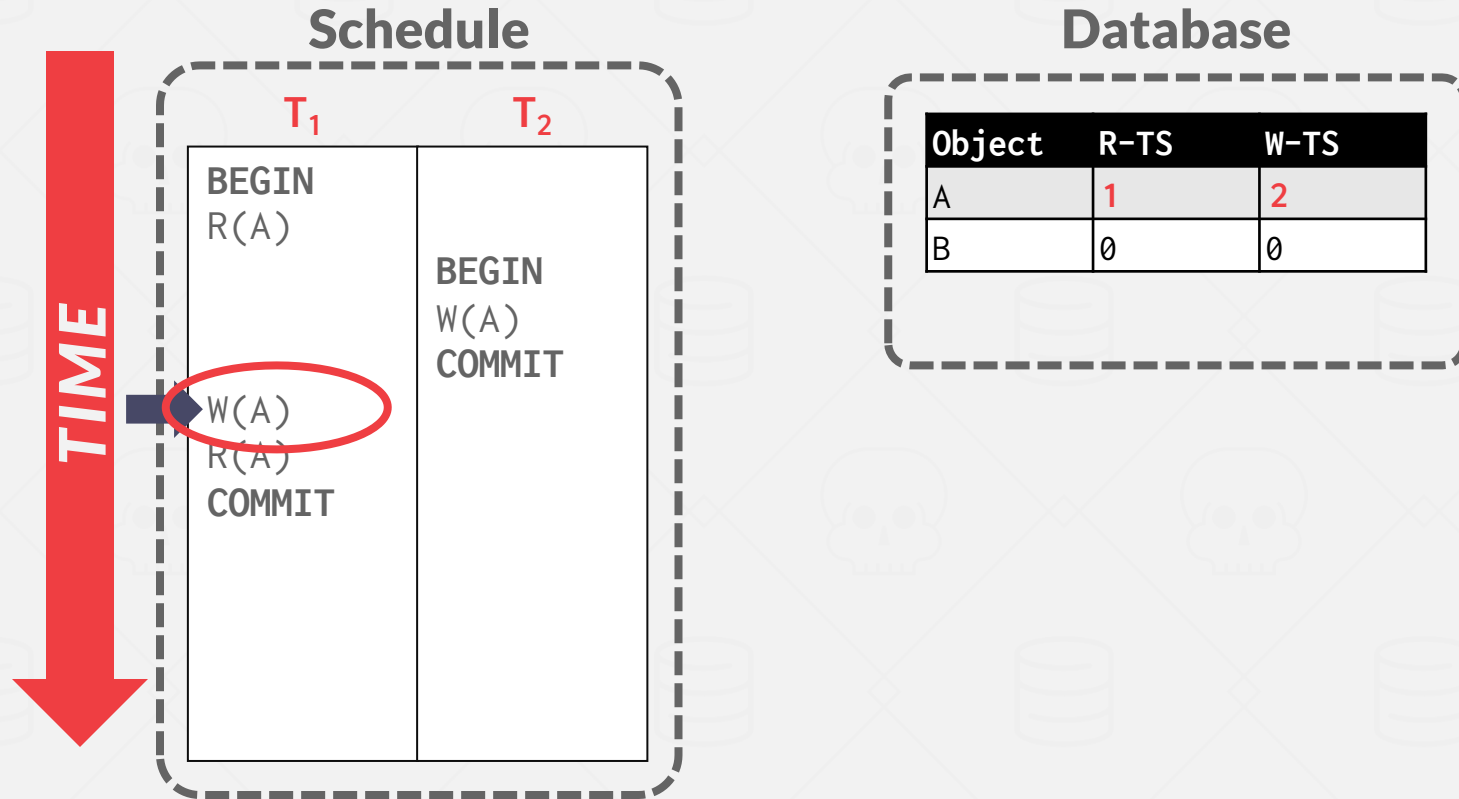 Schedule
Database
TIME
T₁ T₂
BEGIN
R(A)
BEGIN
W(A)
COMMIT
W(A)
R(A)
COMMIT
Object R-TS W-TS
A 1 2
B 0 0